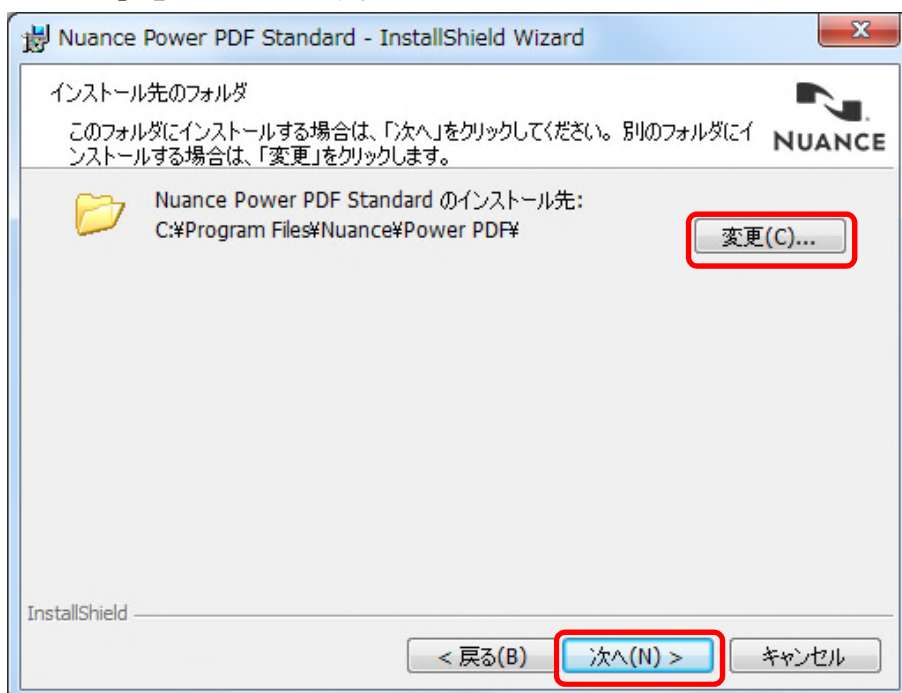 Nuance Power PDF Standard - InstallShield Wizard
インストール先のフォルダ
このフォルダにインストールする場合は、「次へ」をクリックしてください。別のフォルダにイ
ンストールする場合は、「変更」をクリックします。
NUANCE
Nuance Power PDF Standard のインストール先:
C:¥Program Files¥Nuance¥Power PDF¥
変更(C)...
InstallShield
< 戻る(B)
次へ(N) >
キャンセル